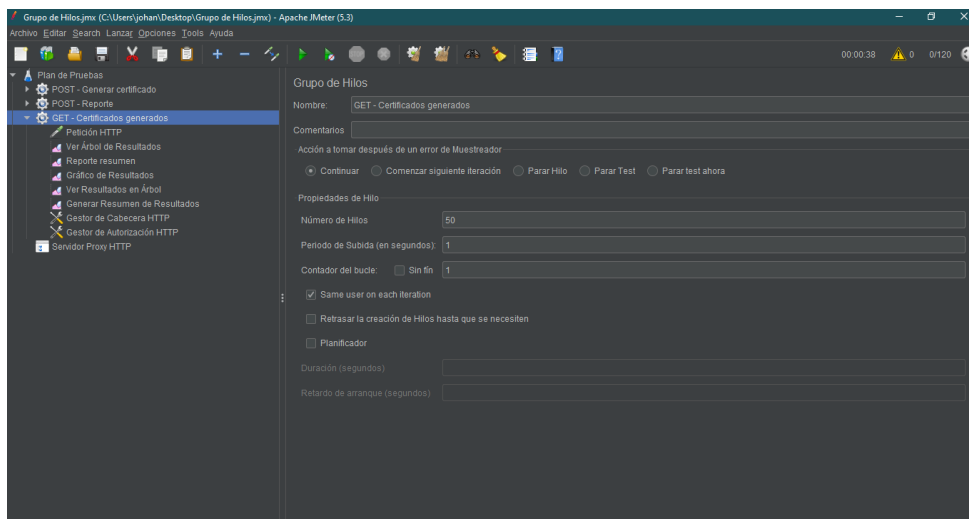 Grupo de Hilos.jmx (C:\Users\johan\Desktop\Grupo de Hilos.jmx) - Apache JMeter (5.3)
Archivo Editar Search Lanzar Opciones Tools Ayuda
00:00:38 0 0/120
Plan de Pruebas
POST - Generar certificado
POST - Reporte
GET - Certificados generados
Petición HTTP
Ver Árbol de Resultados
Reporte resumen
Gráfico de Resultados
Ver Resultados en Árbol
Generar Resumen de Resultados
Gestor de Cabecera HTTP
Gestor de Autorización HTTP
Servidor Proxy HTTP
Grupo de Hilos
Nombre: GET - Certificados generados
Comentarios
Acción a tomar después de un error de Muestreador
Continuar Comenzar siguiente iteración Parar Hilo Parar Test Parar test ahora
Propiedades de Hilo
Número de Hilos 50
Periodo de Subida (en segundos): 1
Contador del bucle: Sin fín 1
Same user on each iteration
Retrasar la creación de Hilos hasta que se necesiten
Planificador
Duración (segundos)
Retardo de arranque (segundos)